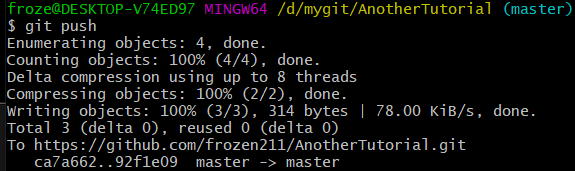 froze@DESKTOP-V74ED97 MINGW64 /d/mygit/AnotherTutorial (master)
$ git push
Enumerating objects: 4, done.
Counting objects: 100% (4/4), done.
Delta compression using up to 8 threads
Compressing objects: 100% (2/2), done.
Writing objects: 100% (3/3), 314 bytes | 78.00 KiB/s, done.
Total 3 (delta 0), reused 0 (delta 0)
To https://github.com/frozen211/AnotherTutorial.git
   ca7a662..92f1e09  master -> master